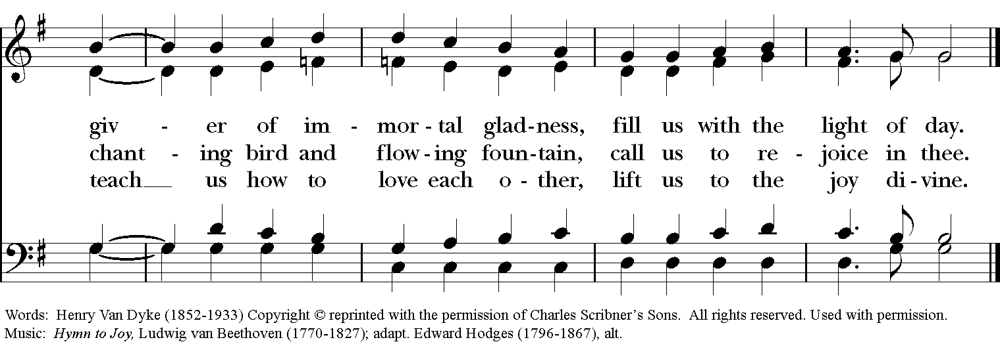 giv - er of im - mor - tal glad-ness, fill us with the light of day.
chant - ing bird and flow-ing foun-tain, call us to re - joice in thee.
teach__ us how to love each o - ther, lift us to the joy di-vine.
Words: Henry Van Dyke (1852-1933) Copyright © reprinted with the permission of Charles Scribner's Sons. All rights reserved. Used with permission.
Music: Hymn to Joy, Ludwig van Beethoven (1770-1827); adapt. Edward Hodges (1796-1867), alt.